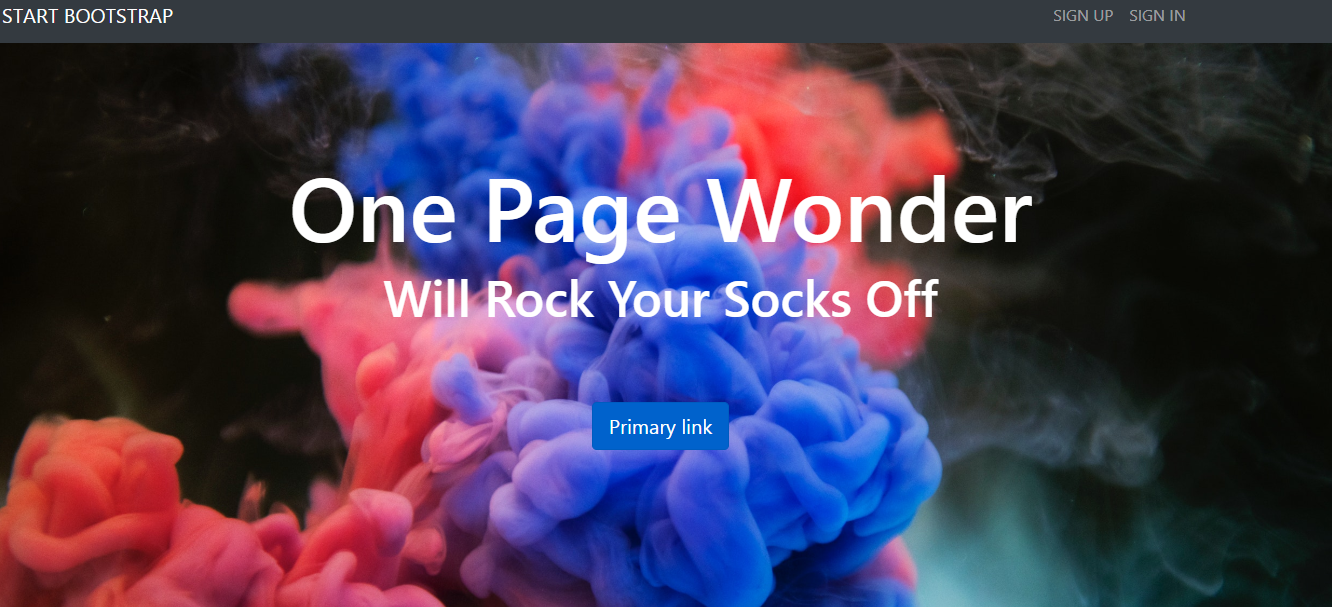 START BOOTSTRAP
SIGN UP SIGN IN
One Page Wonder
Will Rock Your Socks Off
Primary link